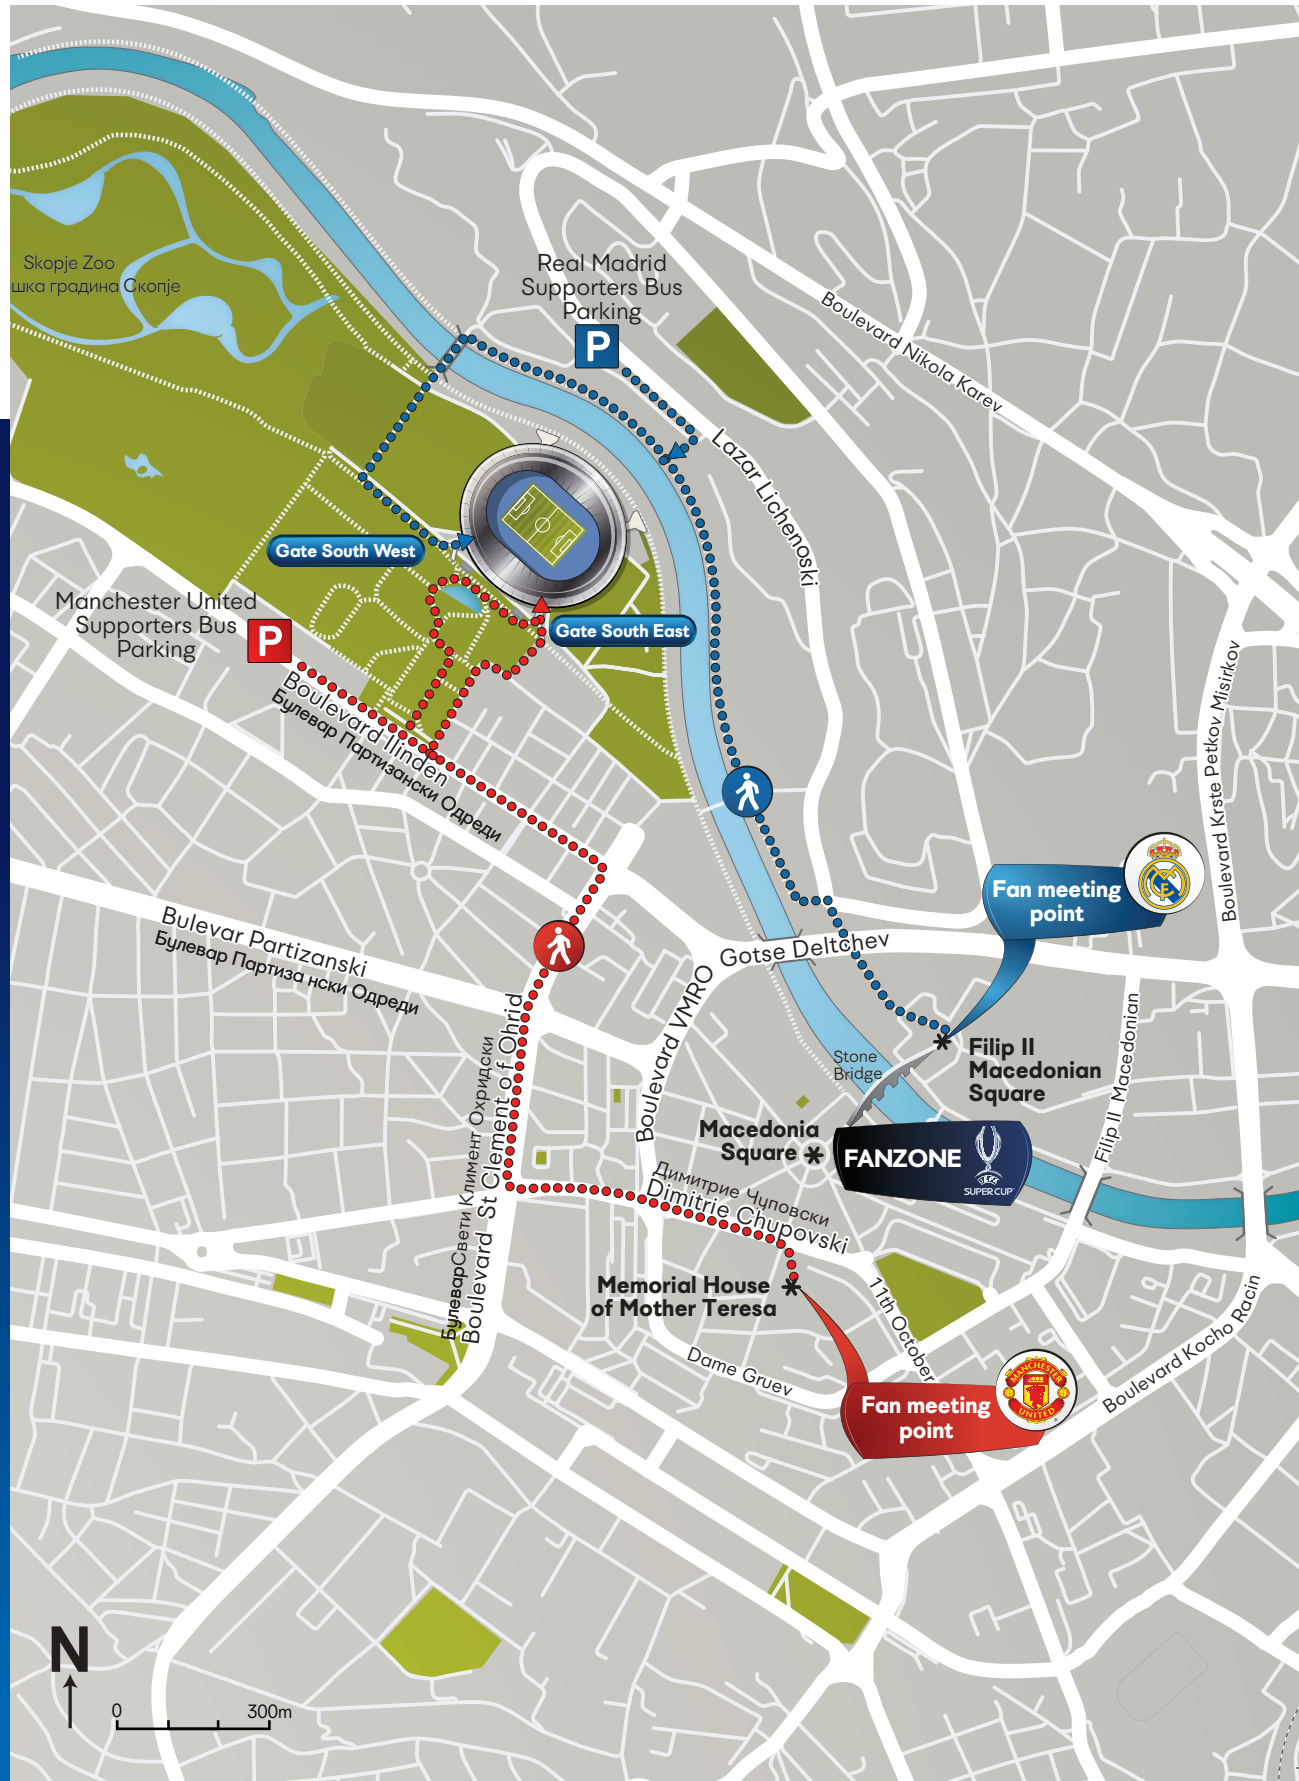 Skopje Zoo
шка градина Скопје
Real Madrid
Supporters Bus
Parking
P
Boulevard Nikola Karev
Lazar Lichenoski
Gate South West
Manchester United
Supporters Bus
Parking
P
Gate South East
Boulevard Ilinden
Булевар Партизански Одреди
Boulevard Krste Petkov Misirkov
Fan meeting
point
Bulevar Partizanski
Булевар Партиза нски Одреди
Gotse Deltchev
Boulevard VMRO
Stone
Bridge
Filip II
Macedonian
Square
Filip II Macedonian
Macedonia
Square
FANZONE
UEFA
SUPER CUP
БулеварСвети Климент Охридски
Boulevard St Clement of Ohrid
Димитрие Чуповски
Dimitrie Chupovski
Memorial House
of Mother Teresa
11th October
Dame Gruev
Boulevard Kocho Racin
Fan meeting
point
MANCHESTER
UNITED
N
0 300m